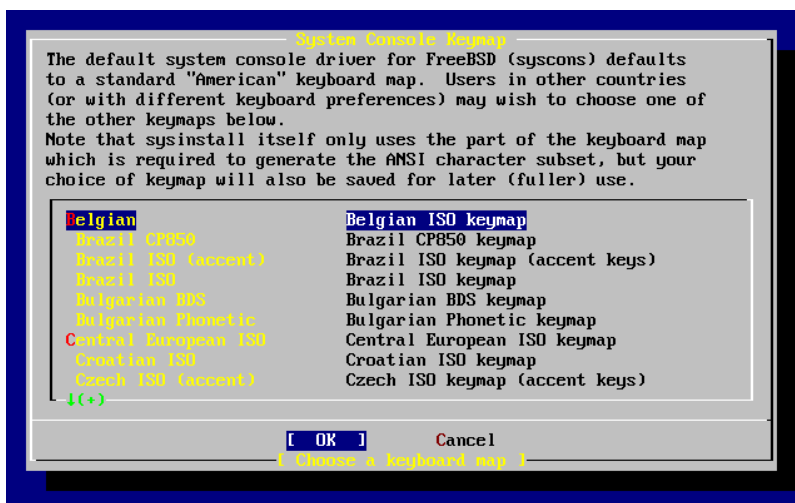 System Console Keymap
The default system console driver for FreeBSD (syscons) defaults
to a standard "American" keyboard map.  Users in other countries
(or with different keyboard preferences) may wish to choose one of
the other keymaps below.
Note that sysinstall itself only uses the part of the keyboard map
which is required to generate the ANSI character subset, but your
choice of keymap will also be saved for later (fuller) use.
Belgian Belgian ISO keymap
Brazil CP850 Brazil CP850 keymap
Brazil ISO (accent) Brazil ISO keymap (accent keys)
Brazil ISO Brazil ISO keymap
Bulgarian BDS Bulgarian BDS keymap
Bulgarian Phonetic Bulgarian Phonetic keymap
Central European ISO Central European ISO keymap
Croatian ISO Croatian ISO keymap
Czech ISO (accent) Czech ISO keymap (accent keys)
↓(+)
[ OK ] Cancel
[ Choose a keyboard map ]